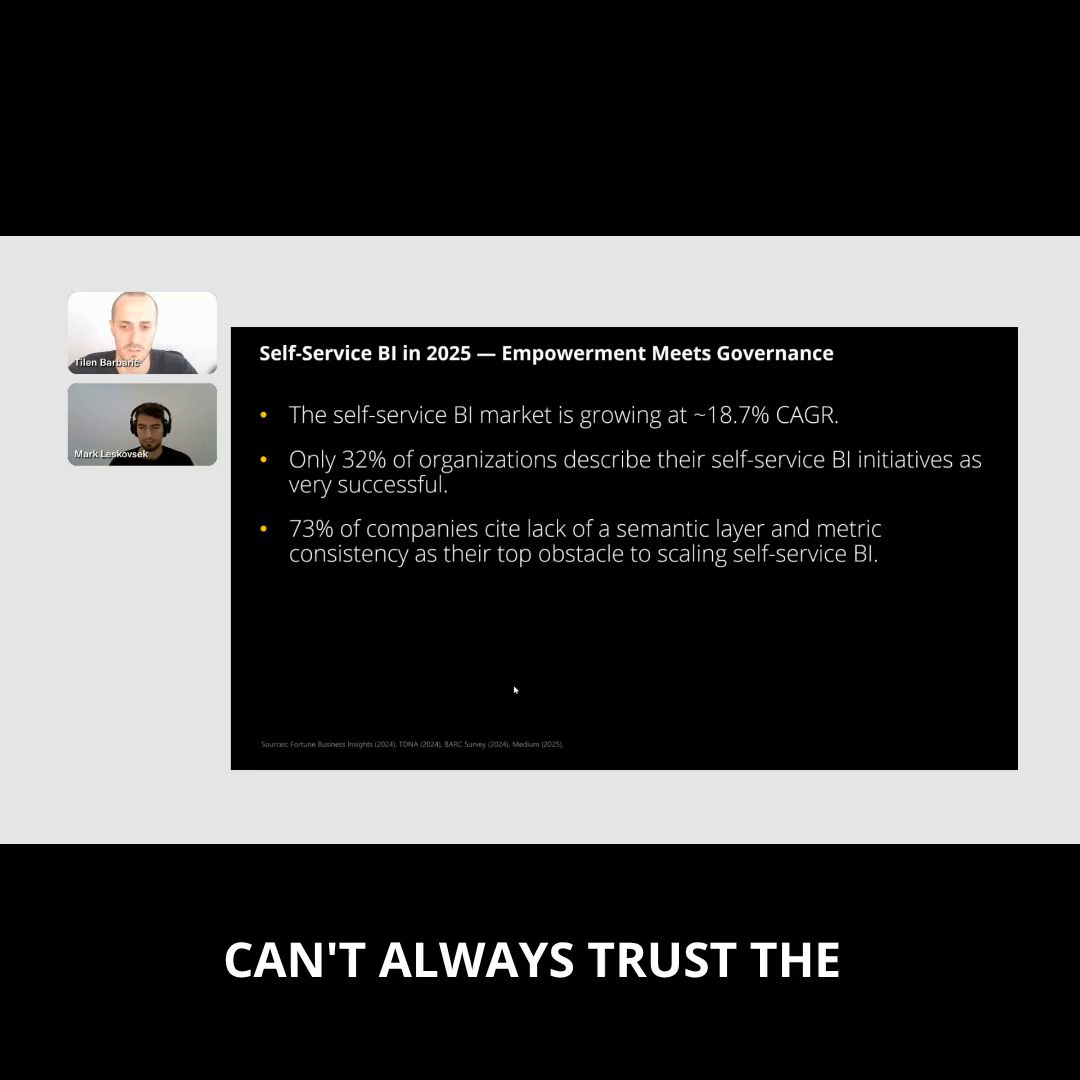 Tilen Barbarić
Mark Leskovšek
Self-Service BI in 2025 — Empowerment Meets Governance
• The self-service BI market is growing at ~18.7% CAGR.
• Only 32% of organizations describe their self-service BI initiatives as
very successful.
• 73% of companies cite lack of a semantic layer and metric
consistency as their top obstacle to scaling self-service BI.
Sources: Fortune Business Insights (2024), TDNA (2024), BARC Survey (2024), Medium (2025).
CAN'T ALWAYS TRUST THE